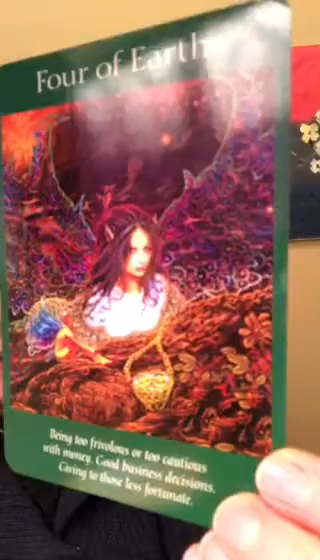 Four of Earth
Being too frivolous or too cautious
with money. Good business decisions.
Giving to those less fortunate.